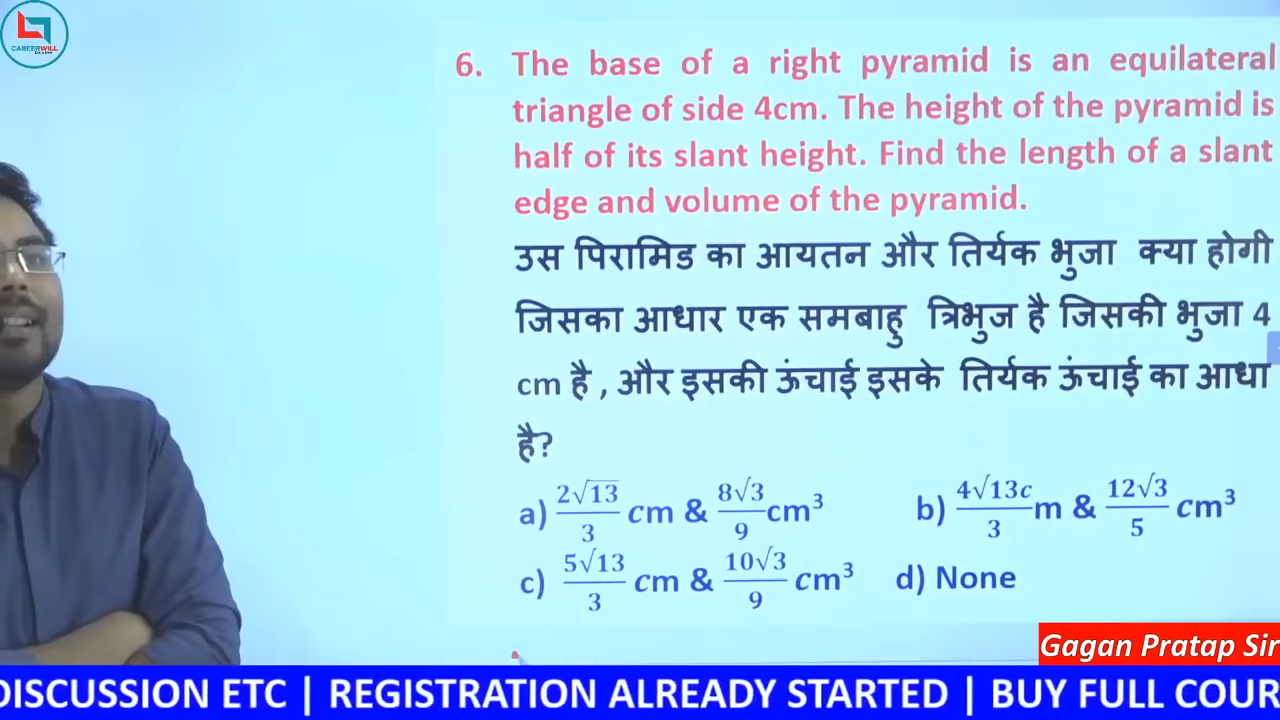 CAREERWILL
6. The base of a right pyramid is an equilateral
triangle of side 4cm. The height of the pyramid is
half of its slant height. Find the length of a slant
edge and volume of the pyramid.
उस पिरामिड का आयतन और तिर्यक भुजा क्या होगी
जिसका आधार एक समबाहु त्रिभुज है जिसकी भुजा 4
cm है , और इसकी ऊंचाई इसके तिर्यक ऊंचाई का आधा
है?
a) 2√13/3 cm & 8√3/9 cm³ b) 4√13c/3 m & 12√3/5 cm³
c) 5√13/3 cm & 10√3/9 cm³ d) None
Gagan Pratap Sir
DISCUSSION ETC | REGISTRATION ALREADY STARTED | BUY FULL COUR